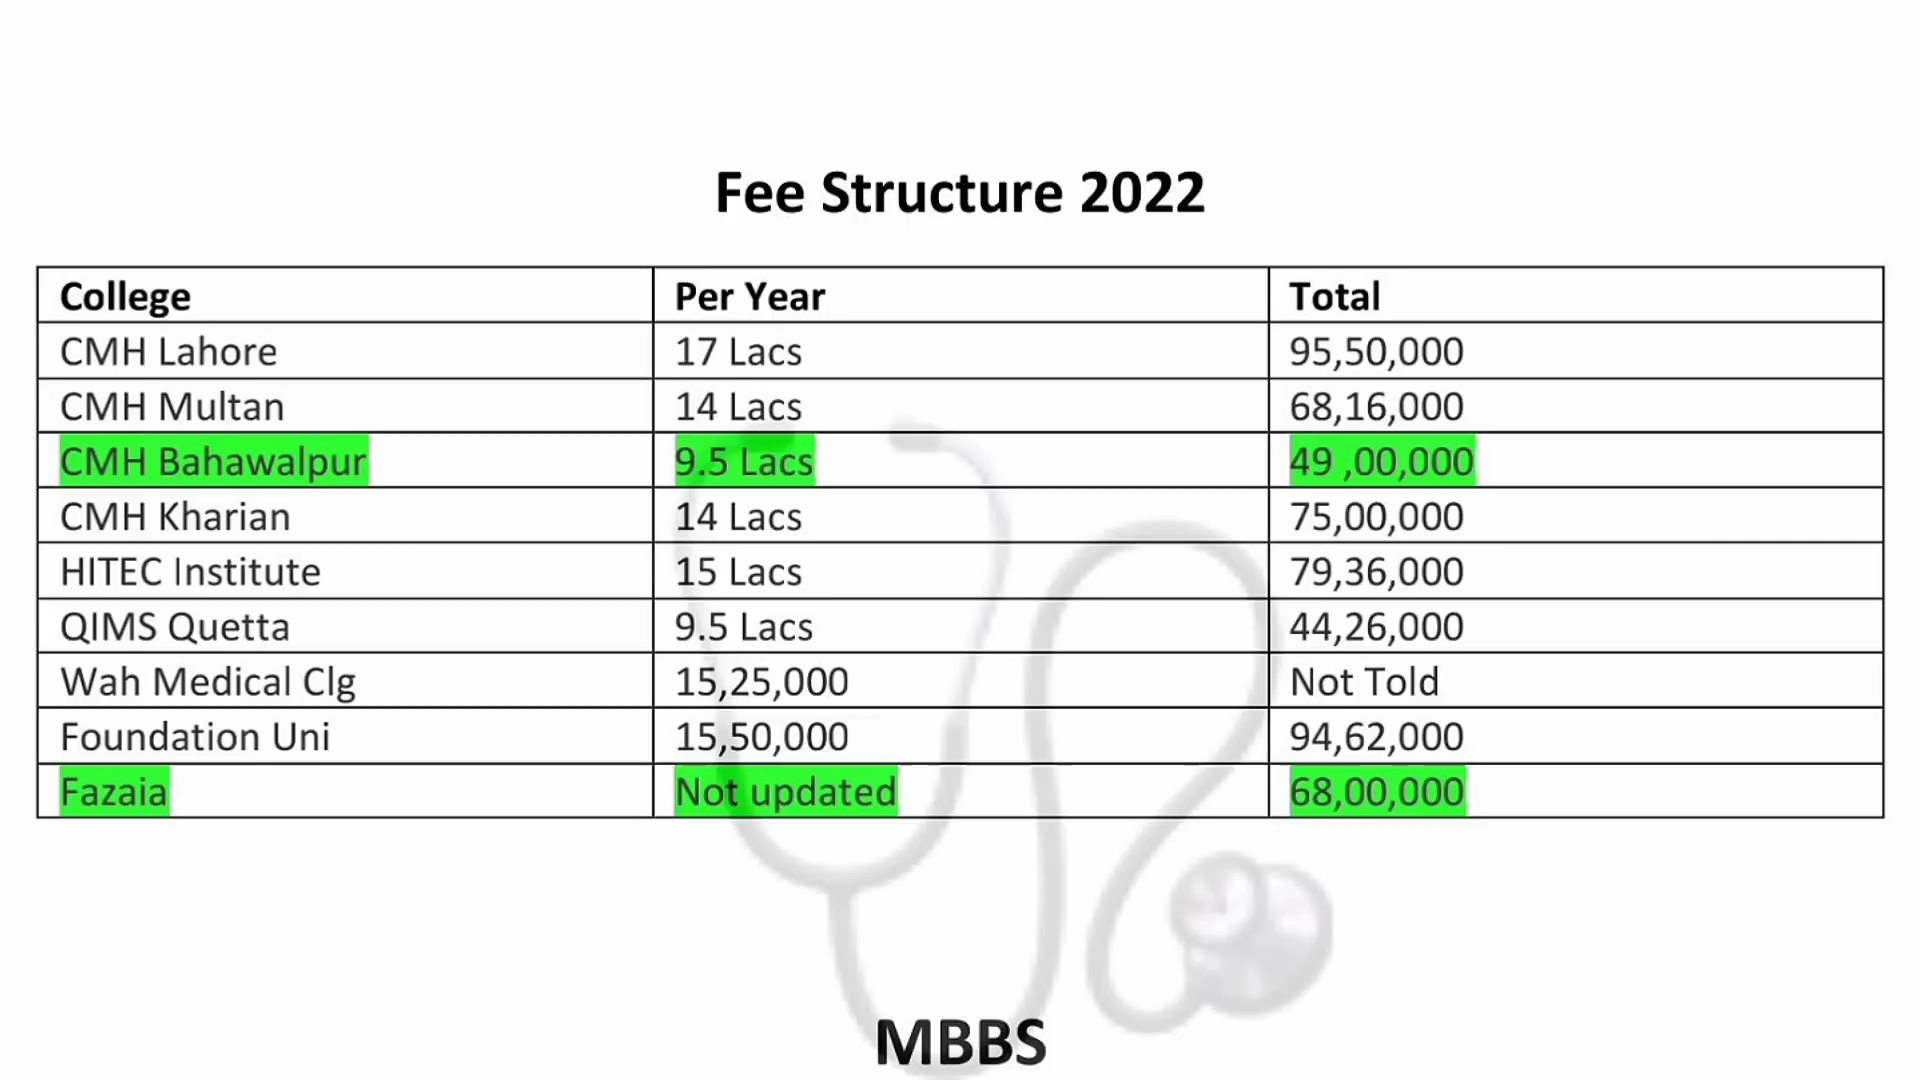 Fee Structure 2022
College Per Year Total
CMH Lahore 17 Lacs 95,50,000
CMH Multan 14 Lacs 68,16,000
CMH Bahawalpur 9.5 Lacs 49 ,00,000
CMH Kharian 14 Lacs 75,00,000
HITEC Institute 15 Lacs 79,36,000
QIMS Quetta 9.5 Lacs 44,26,000
Wah Medical Clg 15,25,000 Not Told
Foundation Uni 15,50,000 94,62,000
Fazaia Not updated 68,00,000
MBBS